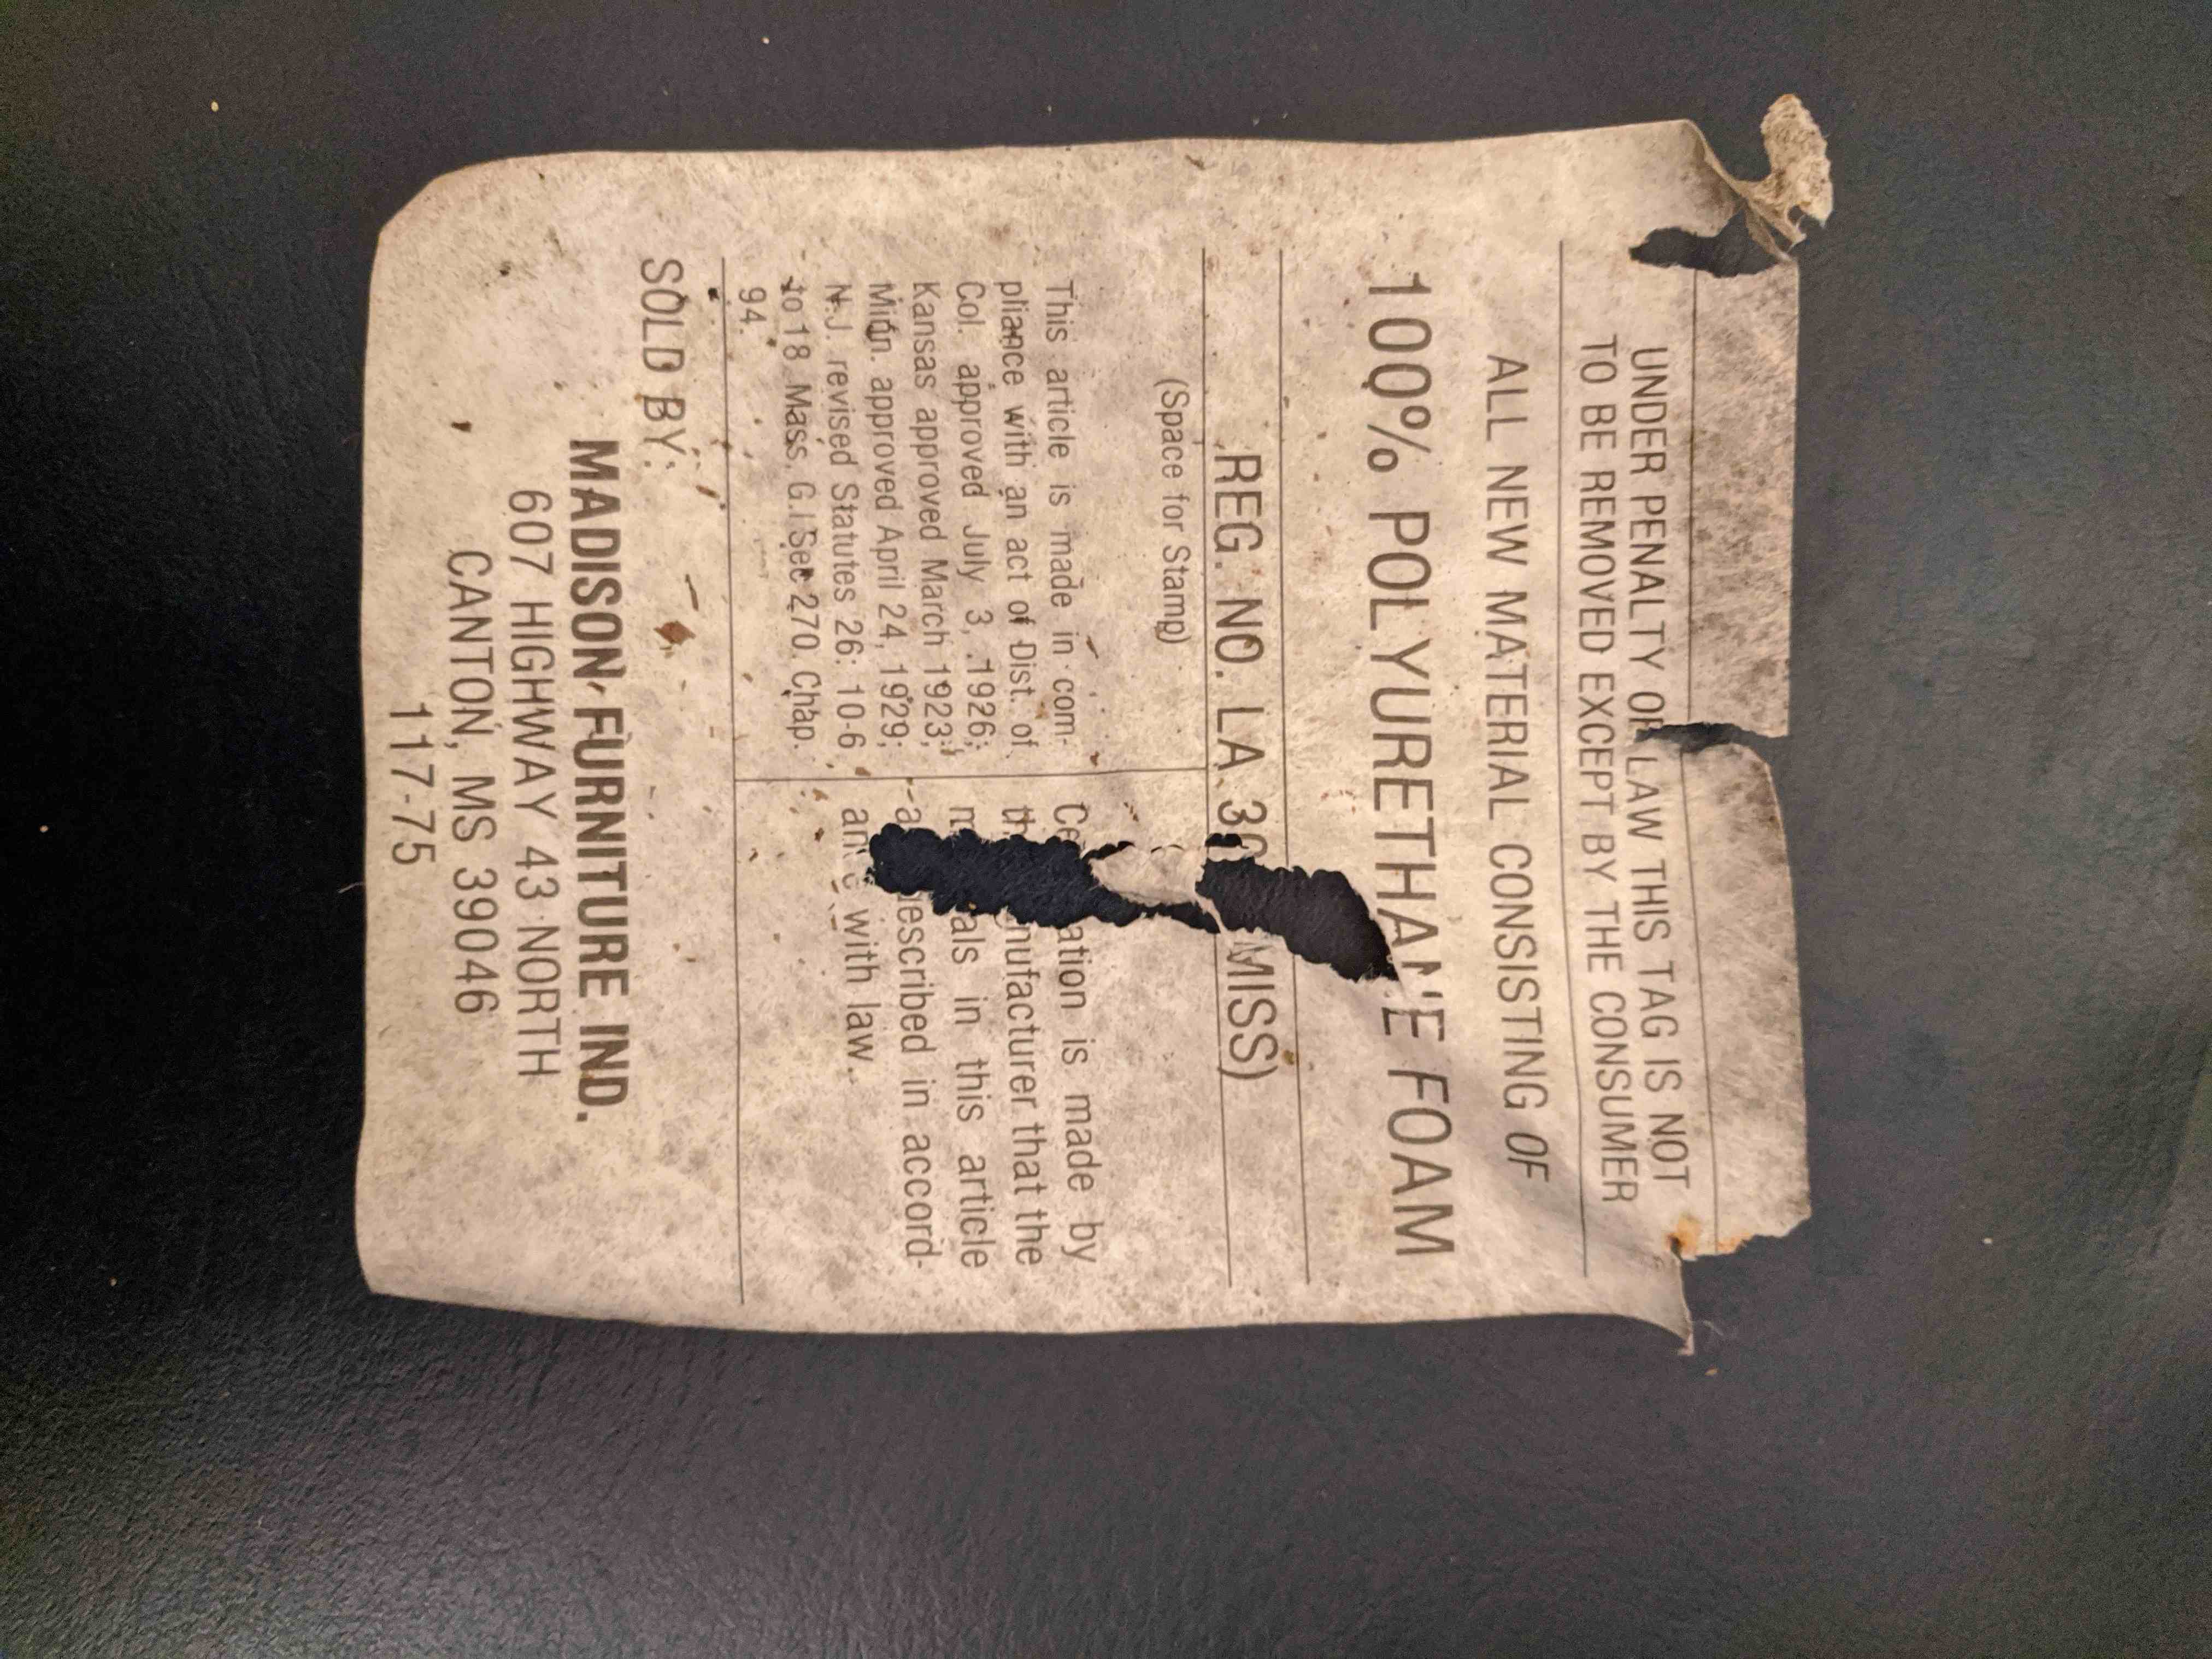 UNDER PENALTY OF LAW THIS TAG IS NOT
TO BE REMOVED EXCEPT BY THE CONSUMER
ALL NEW MATERIAL CONSISTING OF
100% POLYURETHANE FOAM
REG. NO. LA 30 MISS)
(Space for Stamp)
This article is made in com-
pliance with an act of Dist. of
Col. approved July 3, 1926;
Kansas approved March 1923;
Minn. approved April 24, 1929;
N.J. revised Statutes 26: 10-6
to 18 Mass. G.I Sec 270. Chap.
94.
is made by
that the
in this article
in accord-
with law.
SOLD BY:
MADISON FURNITURE IND.
607 HIGHWAY 43 NORTH
CANTON, MS 39046
117-75